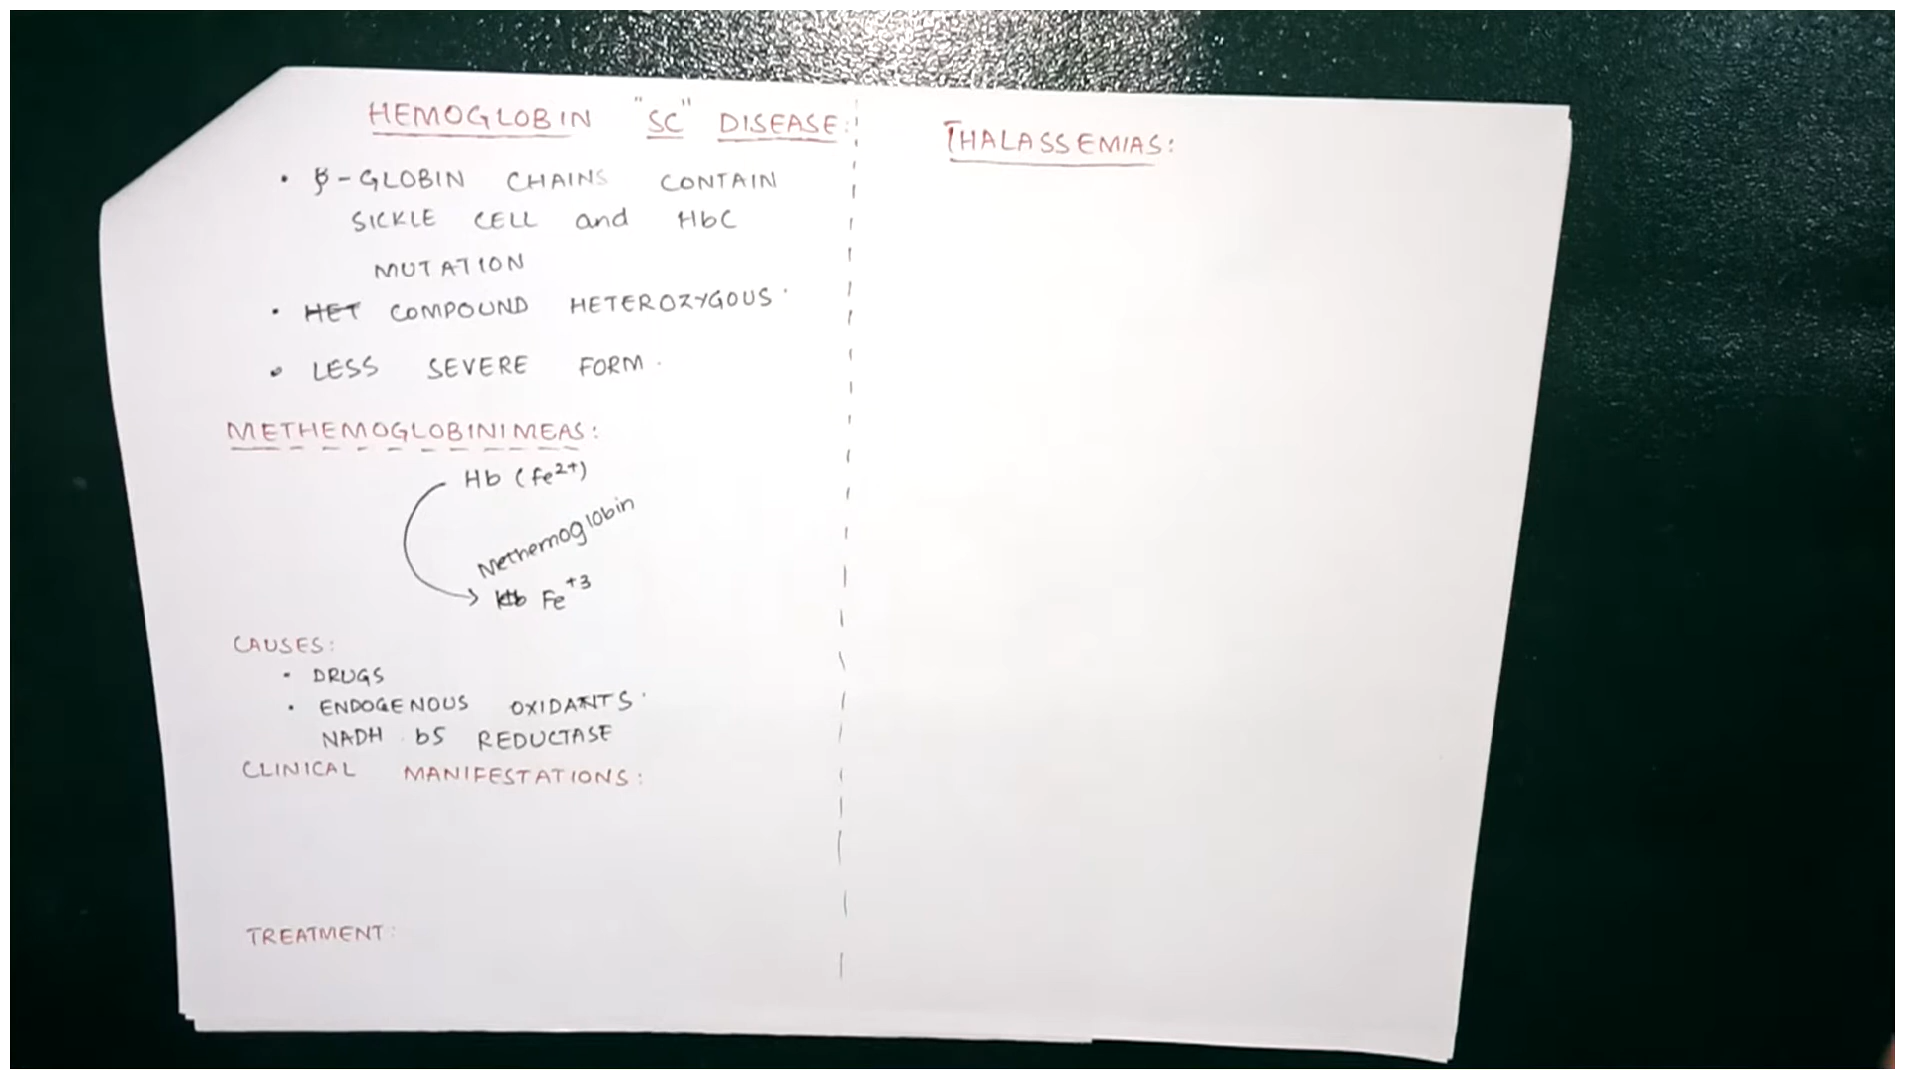 HEMOGLOBIN "SC" DISEASE:
• β-GLOBIN CHAINS CONTAIN
SICKLE CELL and HbC
MUTATION
• HET COMPOUND HETEROZYGOUS.
• LESS SEVERE FORM.
METHEMOGLOBINIMEAS:
Hb (Fe2+)
Methemoglobin
Hb Fe+3
CAUSES:
• DRUGS
• ENDOGENOUS OXIDANTS.
NADH b5 REDUCTASE
CLINICAL MANIFESTATIONS:
TREATMENT:
THALASSEMIAS: